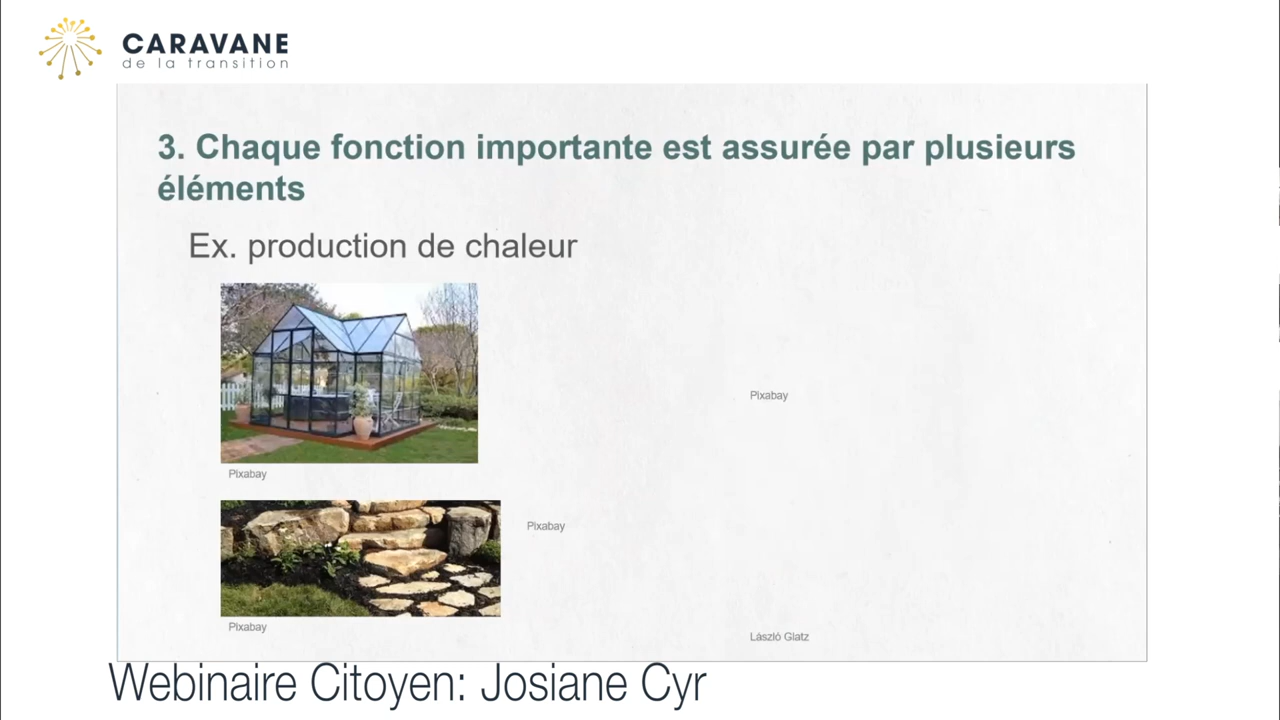 CARAVANE
de la transition
3. Chaque fonction importante est assurée par plusieurs
éléments
Ex. production de chaleur
Pixabay
Pixabay
Pixabay
Pixabay
László Glatz
Webinaire Citoyen: Josiane Cyr